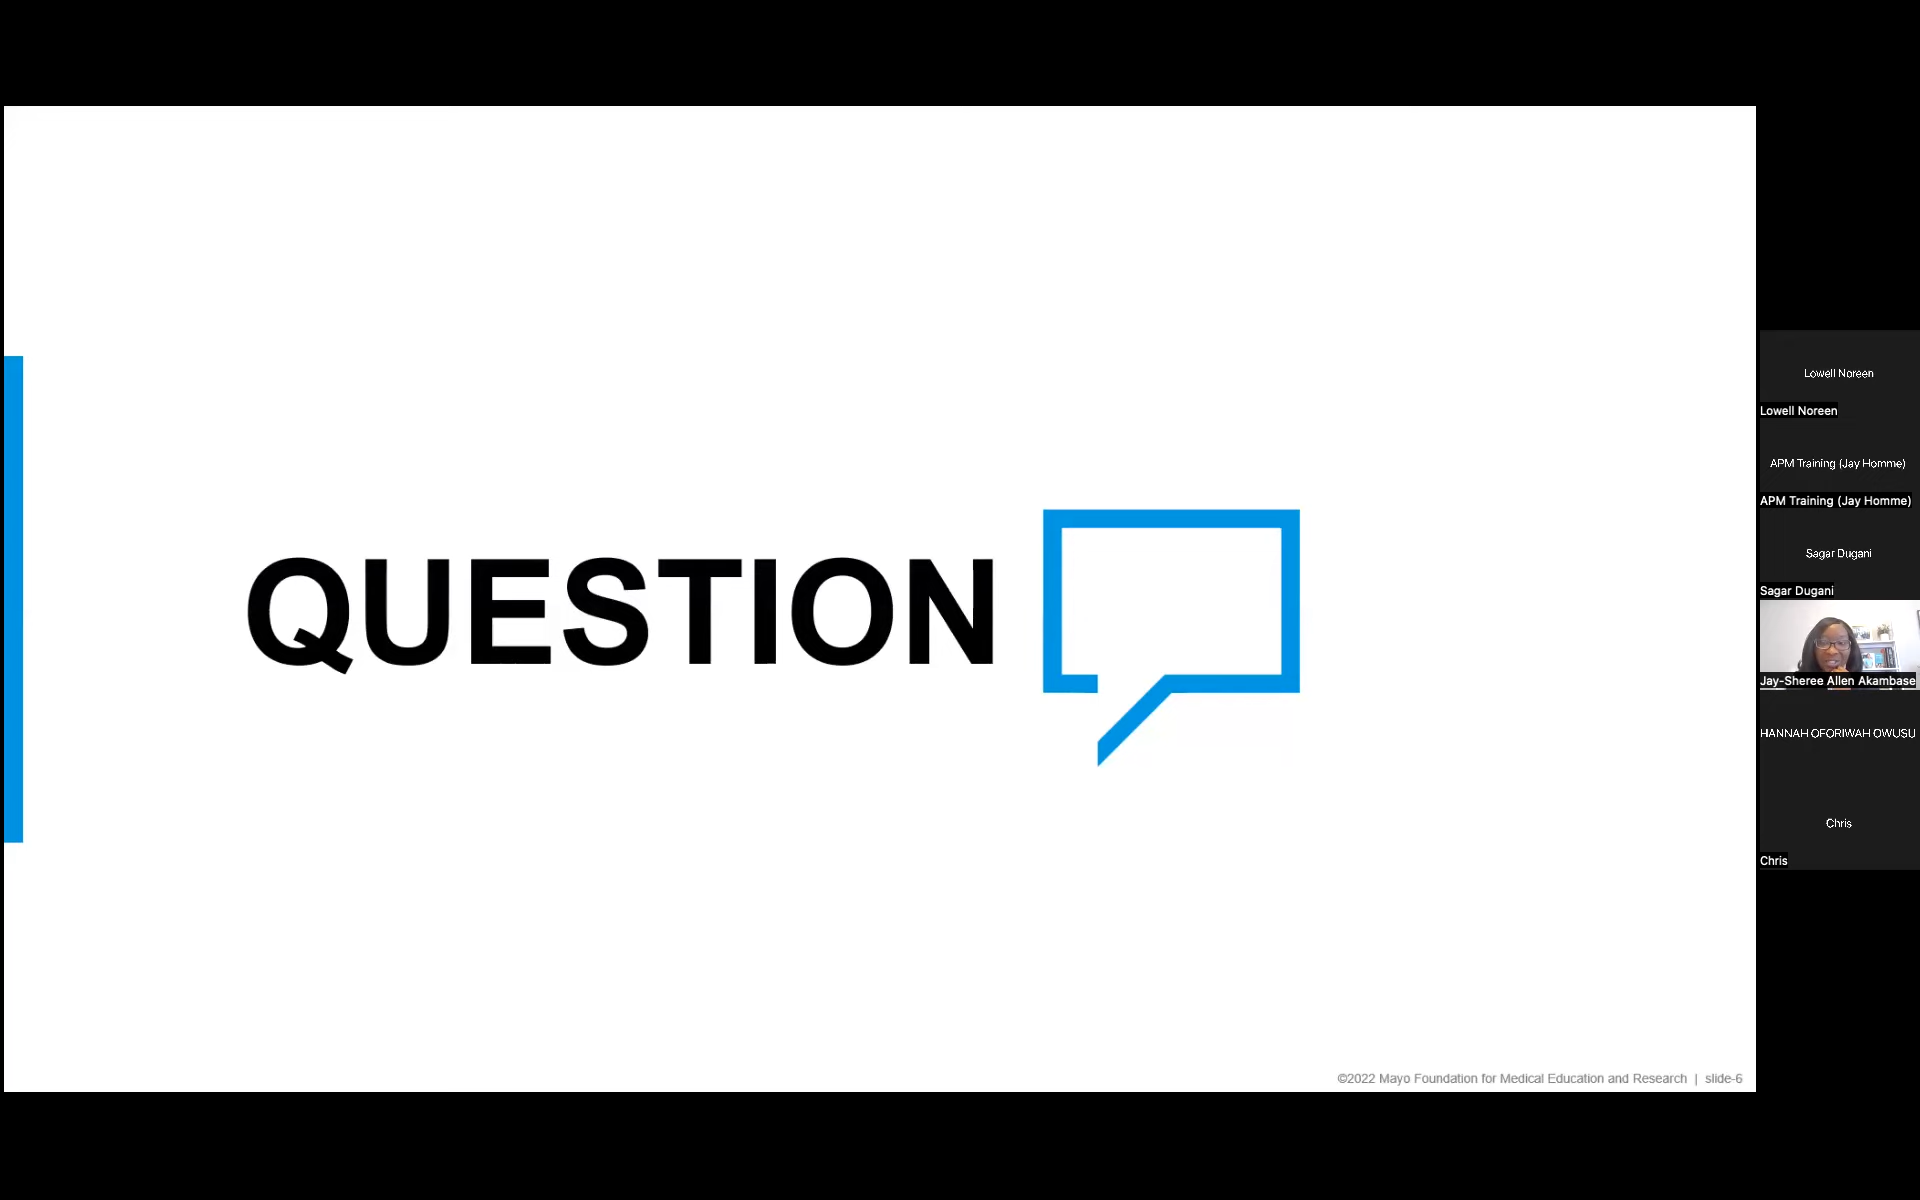 QUESTION
©2022 Mayo Foundation for Medical Education and Research | slide-6
Lowell Noreen
Lowell Noreen
APM Training (Jay Homme)
APM Training (Jay Homme)
Sagar Dugani
Sagar Dugani
Jay-Sheree Allen Akambase
HANNAH OFORIWAH OWUSU
Chris
Chris